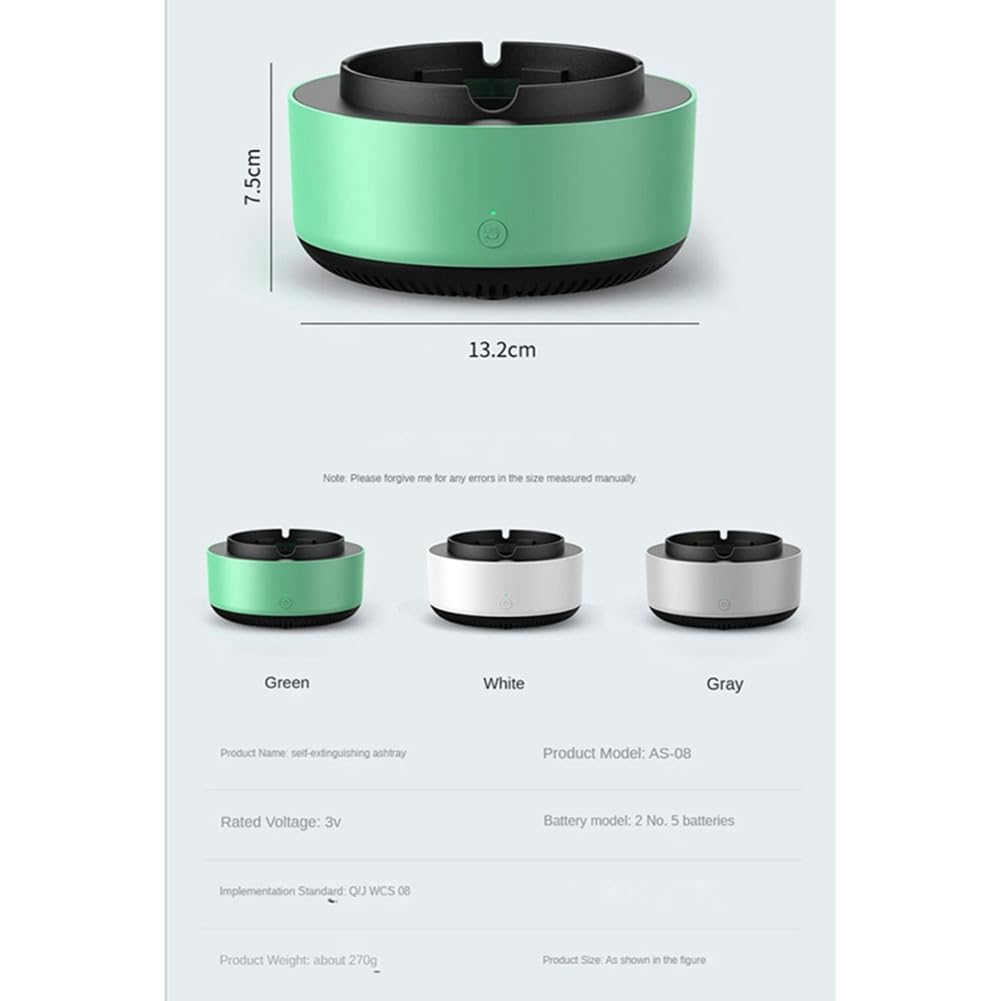 7.5cm
13.2cm
Note: Please forgive me for any errors in the size measured manually.
Green
White
Gray
Product Name: self-extinguishing ashtray
Product Model: AS-08
Rated Voltage: 3v
Battery model: 2 No. 5 batteries
Implementation Standard: Q/J WCS 08
Product Weight: about 270g
Product Size: As shown in the figure